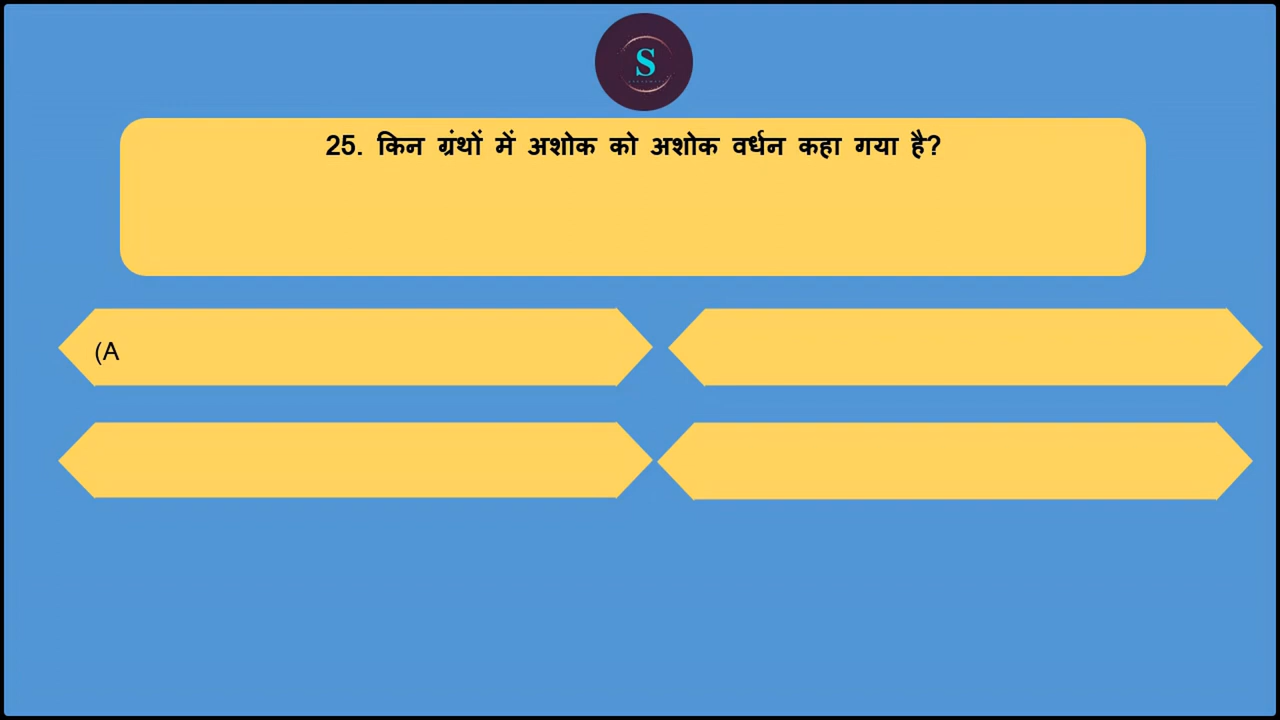 S
25. किन ग्रंथों में अशोक को अशोक वर्धन कहा गया है?
(A